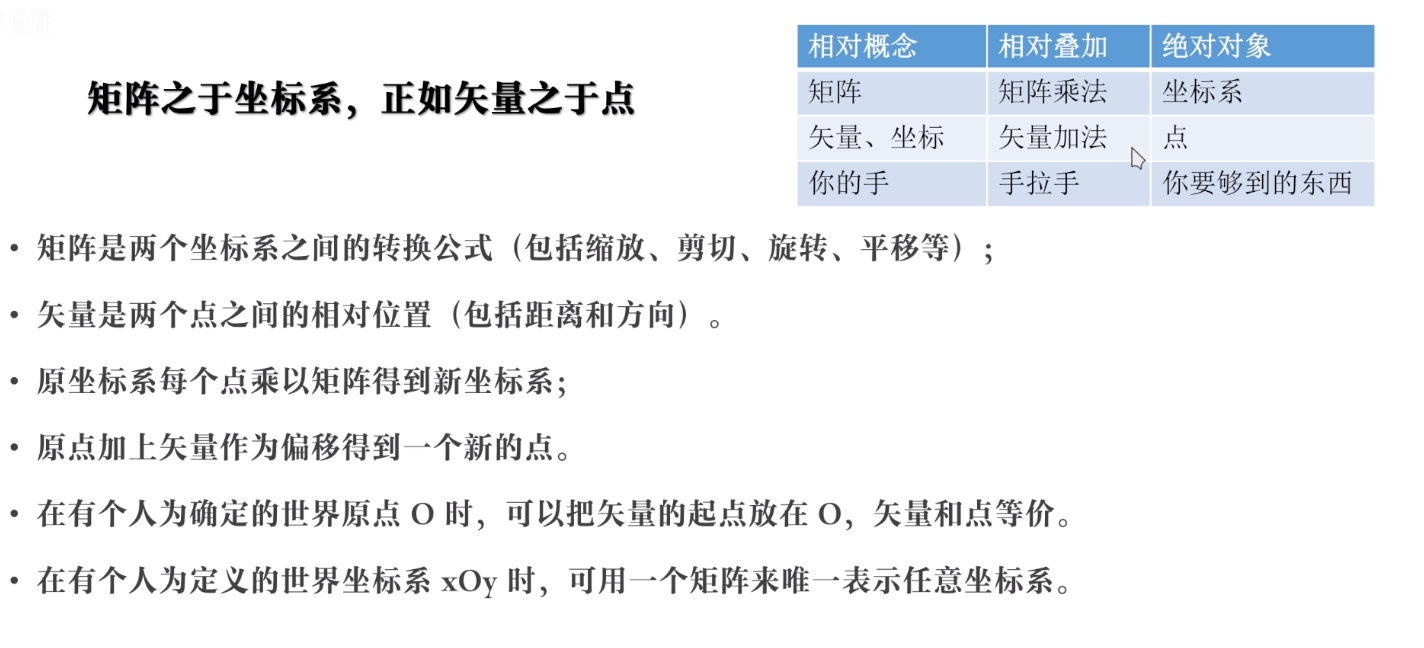 矩阵之于坐标系，正如矢量之于点
相对概念 相对叠加 绝对对象
矩阵 矩阵乘法 坐标系
矢量、坐标 矢量加法 点
你的手 手拉手 你要够到的东西
• 矩阵是两个坐标系之间的转换公式（包括缩放、剪切、旋转、平移等）；
• 矢量是两个点之间的相对位置（包括距离和方向）。
• 原坐标系每个点乘以矩阵得到新坐标系；
• 原点加上矢量作为偏移得到一个新的点。
• 在有个人为确定的世界原点 O 时，可以把矢量的起点放在 O，矢量和点等价。
• 在有个人为定义的世界坐标系 xOy 时，可用一个矩阵来唯一表示任意坐标系。